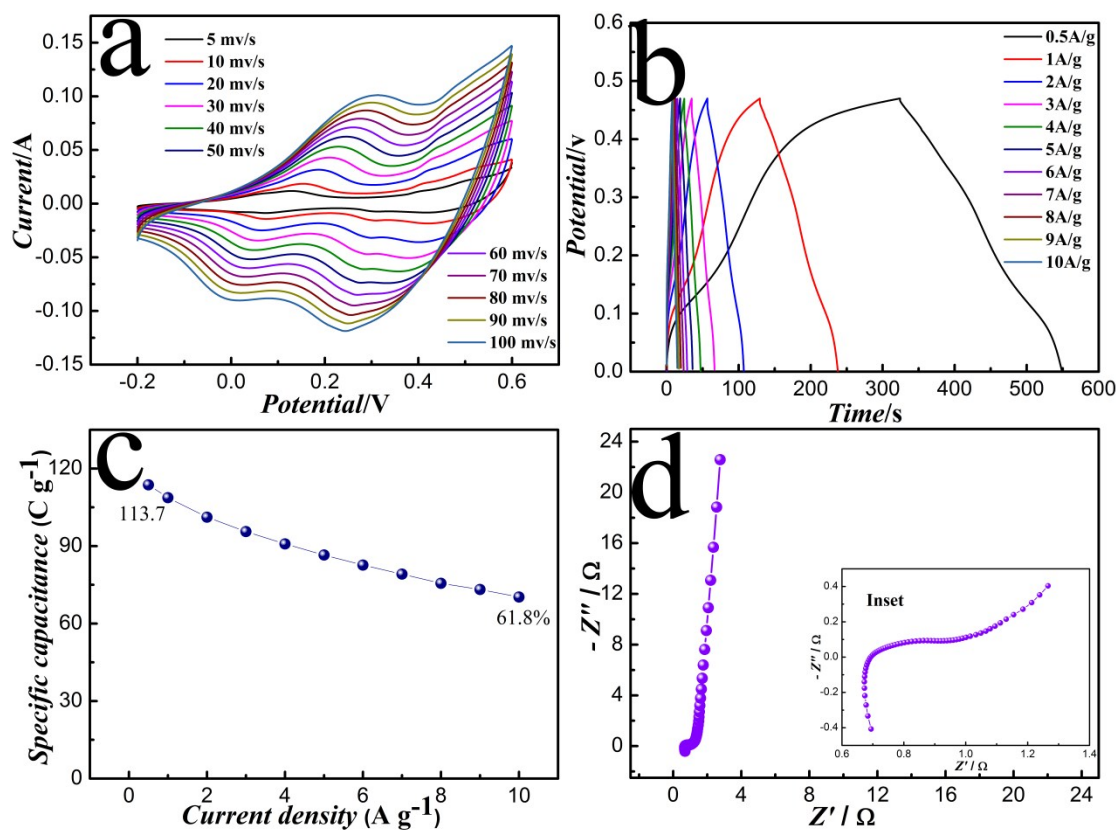 a
5 mv/s
10 mv/s
20 mv/s
30 mv/s
40 mv/s
50 mv/s
60 mv/s
70 mv/s
80 mv/s
90 mv/s
100 mv/s
0.15
0.10
0.05
0.00
-0.05
-0.10
-0.15
Current/A
-0.2
0.0
0.2
0.4
0.6
Potential/V
b
0.5A/g
1A/g
2A/g
3A/g
4A/g
5A/g
6A/g
7A/g
8A/g
9A/g
10A/g
0.6
0.5
0.4
0.3
0.2
0.1
0.0
Potential/v
0
100
200
300
400
500
600
Time/s
c
120
90
60
30
0
Specific capacitance (C g-1)
113.7
61.8%
0
2
4
6
8
10
Current density (A g-1)
d
24
22
20
18
16
14
12
10
8
6
4
2
0
- Z'' / Ω
0
4
8
12
16
20
24
Z' / Ω
Inset
0.4
0.2
0.0
-0.2
-0.4
- Z'' / Ω
0.6
0.8
1.0
1.2
1.4
Z' / Ω